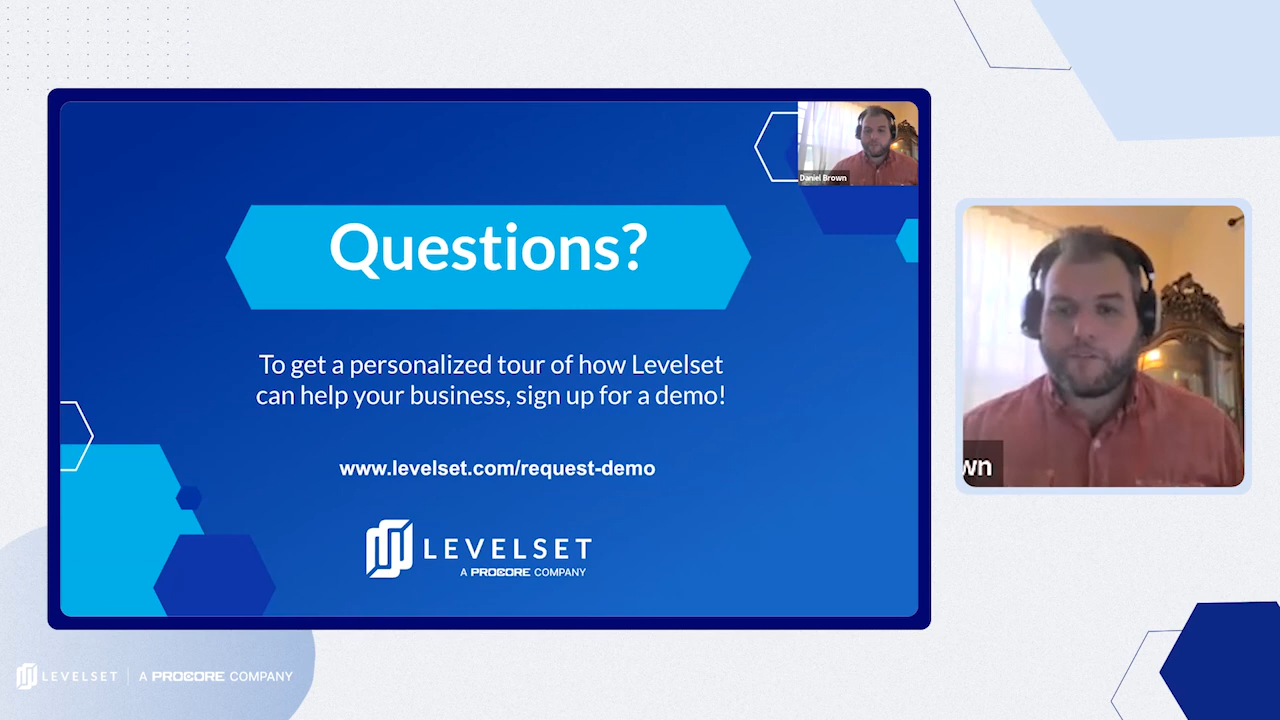 Daniel Brown
Questions?
To get a personalized tour of how Levelset
can help your business, sign up for a demo!
www.levelset.com/request-demo
LEVELSET
A PROCORE COMPANY
wn
LEVELSET | A PROCORE COMPANY